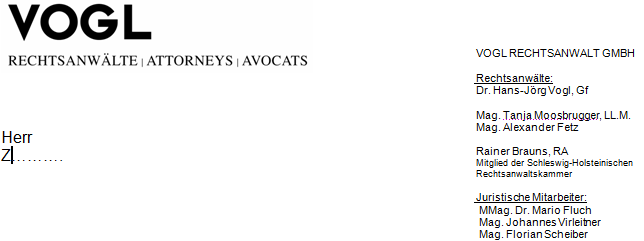 VOGL
RECHTSANWÄLTE | ATTORNEYS | AVOCATS
Herr
Z……….
VOGL RECHTSANWALT GMBH
Rechtsanwälte:
Dr. Hans-Jörg Vogl, Gf
Mag. Tanja Moosbrugger, LL.M.
Mag. Alexander Fetz
Rainer Brauns, RA
Mitglied der Schleswig-Holsteinischen
Rechtsanwaltskammer
Juristische Mitarbeiter:
MMag. Dr. Mario Fluch
Mag. Johannes Virleitner
Mag. Florian Scheiber